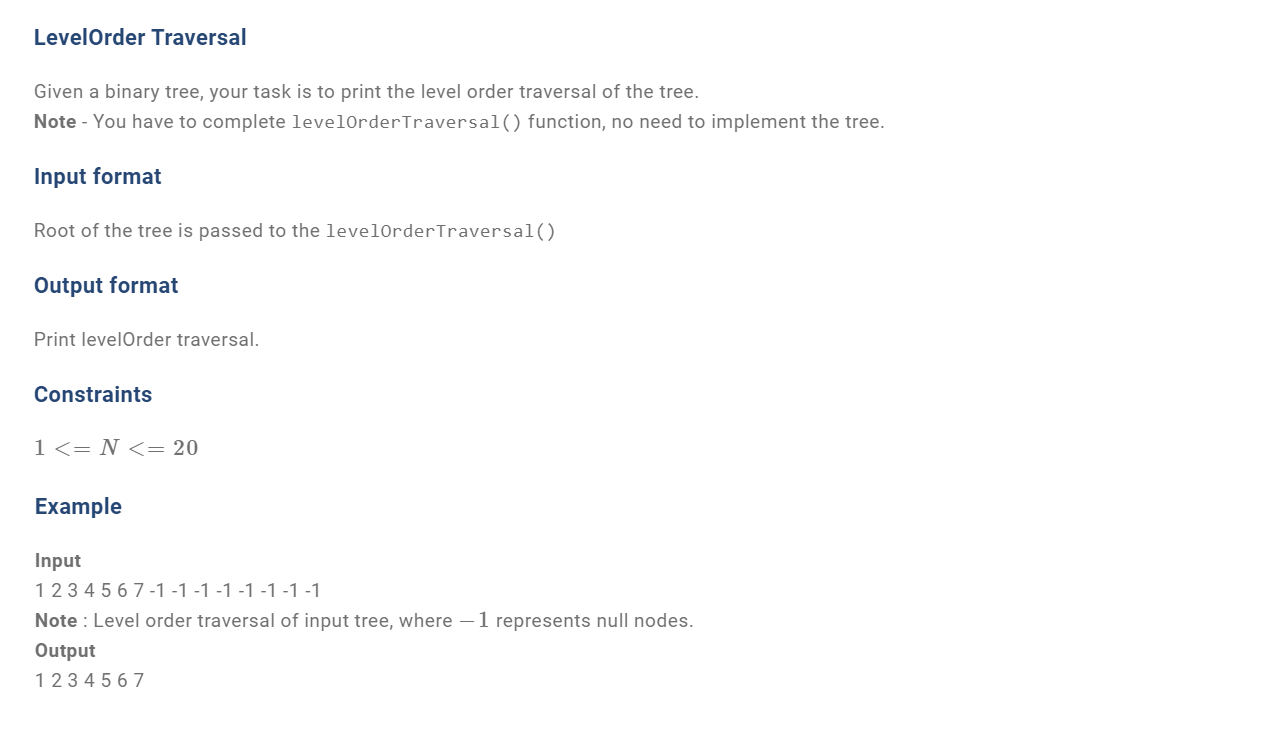 LevelOrder Traversal
Given a binary tree, your task is to print the level order traversal of the tree.
Note - You have to complete levelOrderTraversal() function, no need to implement the tree.
Input format
Root of the tree is passed to the levelOrderTraversal()
Output format
Print levelOrder traversal.
Constraints
1 <= N <= 20
Example
Input
1 2 3 4 5 6 7 -1 -1 -1 -1 -1 -1 -1 -1
Note : Level order traversal of input tree, where −1 represents null nodes.
Output
1 2 3 4 5 6 7